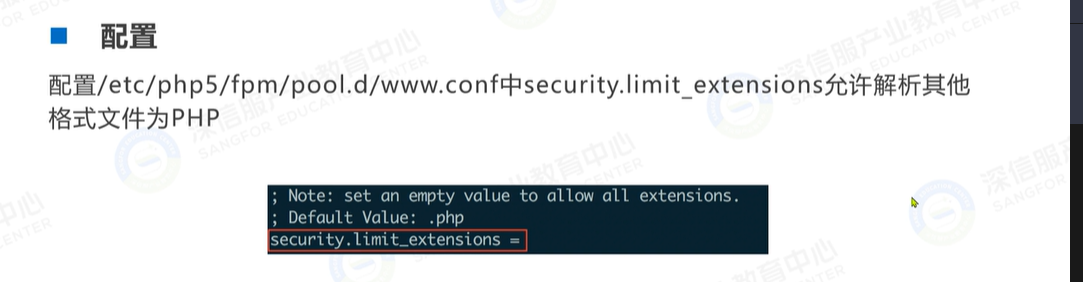 配置
配置/etc/php5/fpm/pool.d/www.conf中security.limit_extensions允许解析其他
格式文件为PHP
; Note: set an empty value to allow all extensions.
; Default Value: .php
security.limit_extensions =
深信服产业教育中心
SANGFOR EDUCATION CENTER